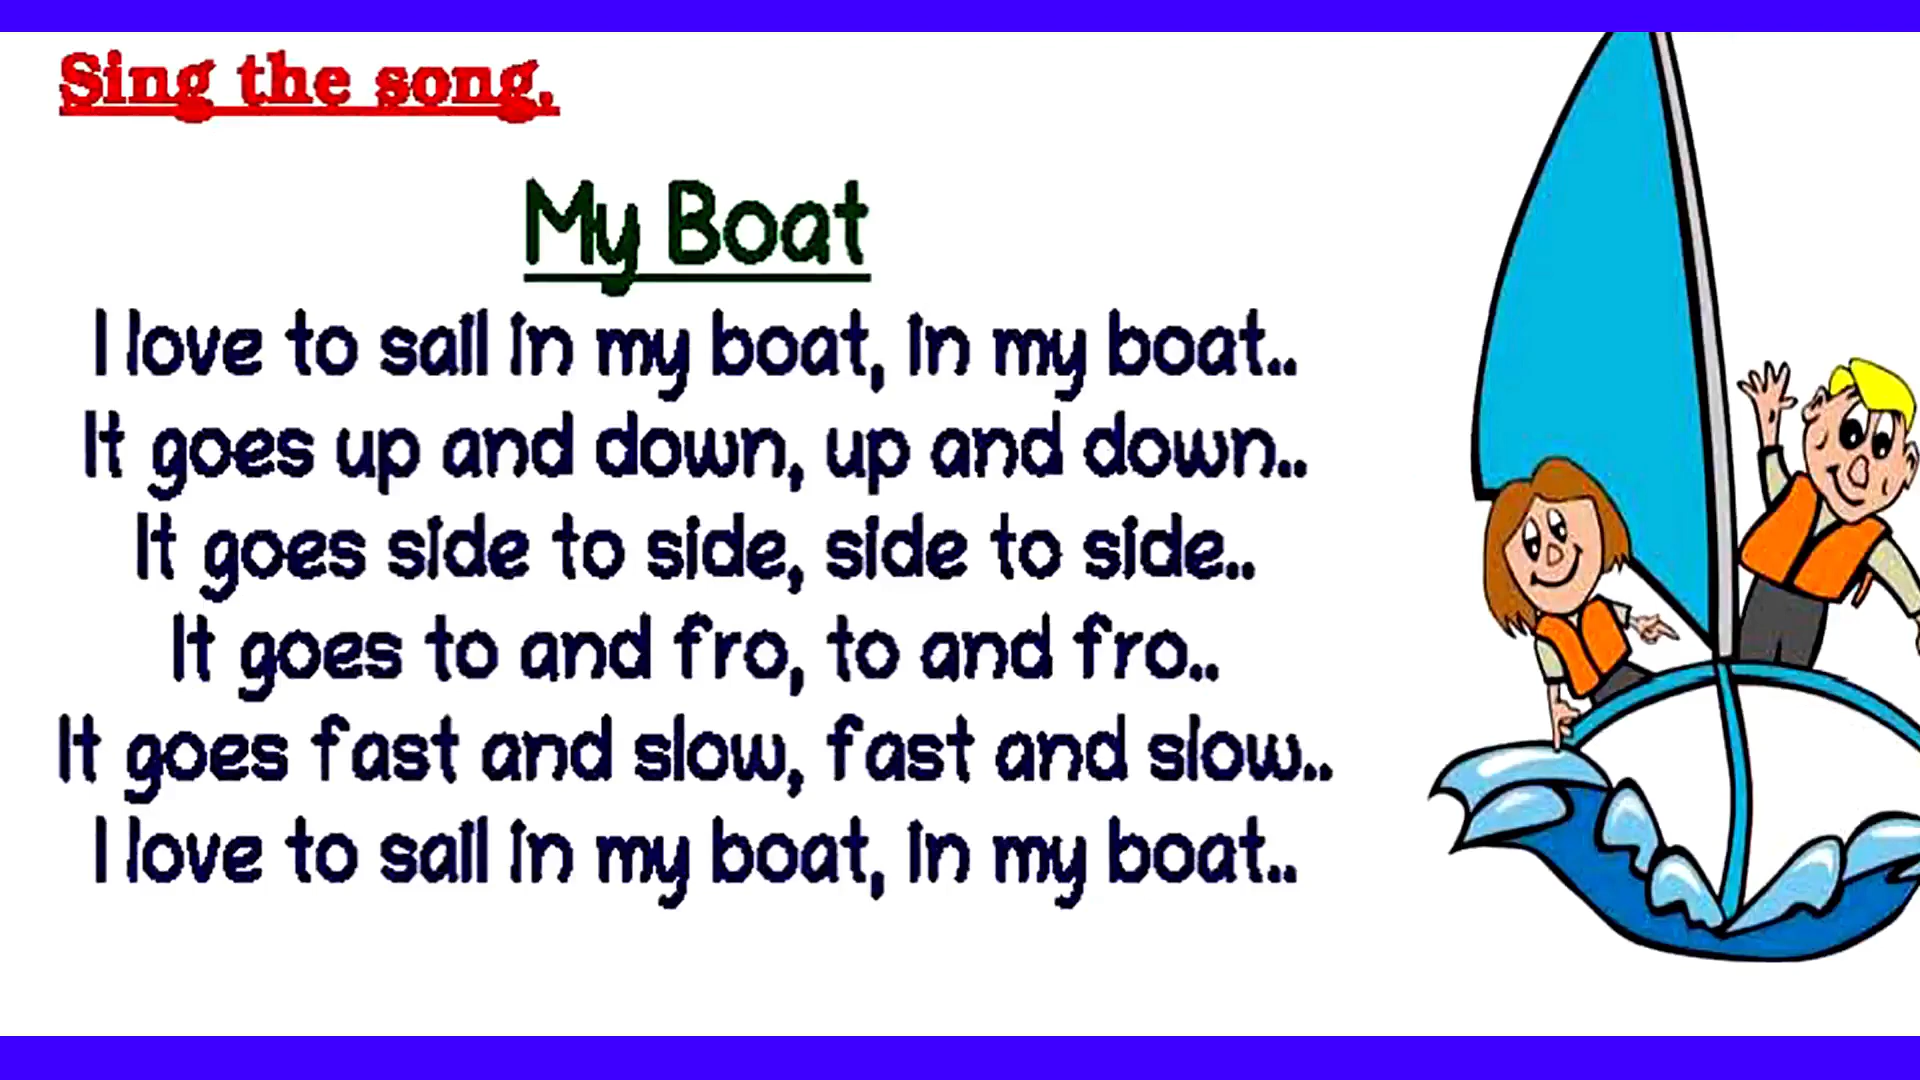 Sing the song.
My Boat
I love to sail in my boat, in my boat..
It goes up and down, up and down..
It goes side to side, side to side..
It goes to and fro, to and fro..
It goes fast and slow, fast and slow..
I love to sail in my boat, in my boat..